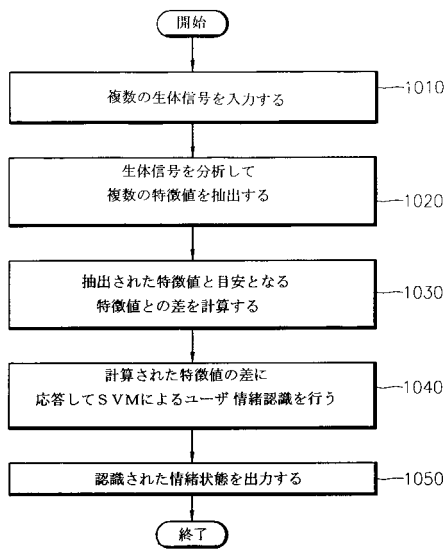 開始
複数の生体信号を入力する
1010
生体信号を分析して
複数の特徴値を抽出する
1020
抽出された特徴値と目安となる
特徴値との差を計算する
1030
計算された特徴値の差に
応答してSVMによるユーザ情緒認識を行う
1040
認識された情緒状態を出力する
1050
終了